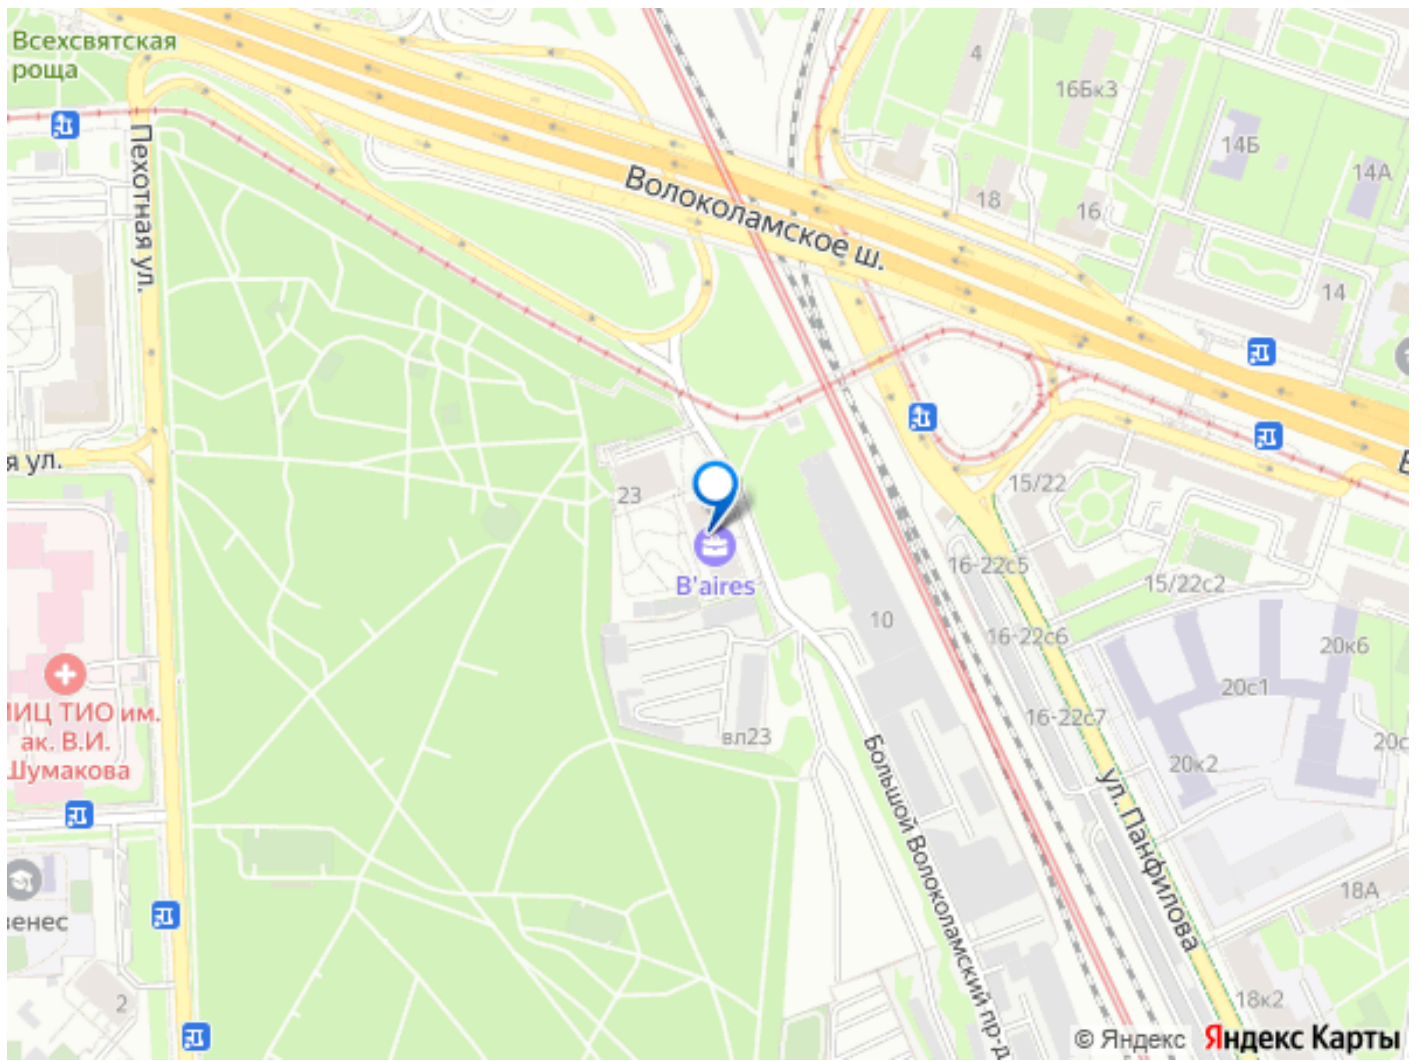 Всехсвятская
роща
4
16Бк3
14Б
14А
Пехотная ул.
Волоколамское ш.
18
16
14
я ул.
23
15/22
B'aires
16-22с5
15/22с2
10
16-22с6
20к6
20с1
16-22с7
ИЦ ТИО им.
ак. В.И.
Шумакова
вл23
20к2
20с
Большой Волоколамский пр-д
ул. Панфилова
18А
венес
2
18к2
© Яндекс
Яндекс Карты